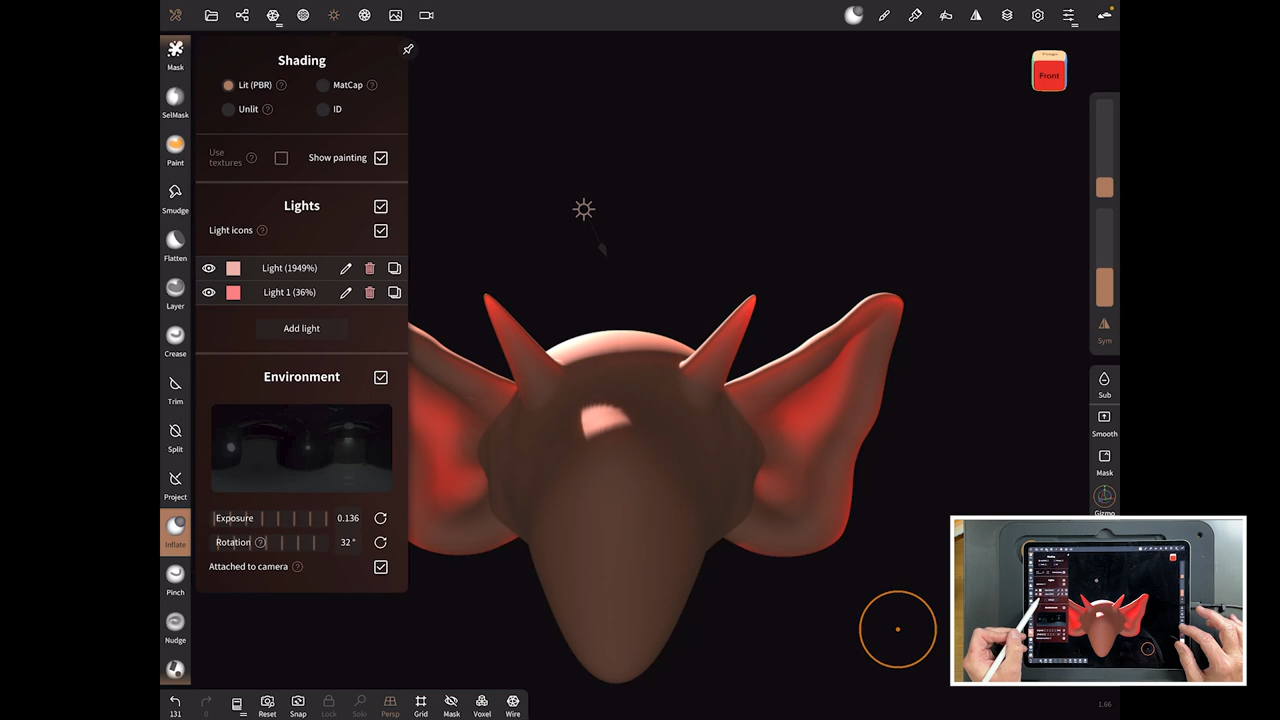 Mask
SelMask
Paint
Smudge
Flatten
Layer
Crease
Trim
Split
Project
Inflate
Pinch
Nudge
Shading
Lit (PBR) ?
MatCap ?
Unlit ?
ID
Use textures ?
Show painting
Lights
Light icons ?
Light (1949%)
Light 1 (36%)
Add light
Environment
Exposure 0.136
Rotation ? 32°
Attached to camera ?
Front
Sym
Sub
Smooth
Mask
Gizmo
131
0
Reset
Snap
Lock
Solo
Persp
Grid
Mask
Voxel
Wire
1.66